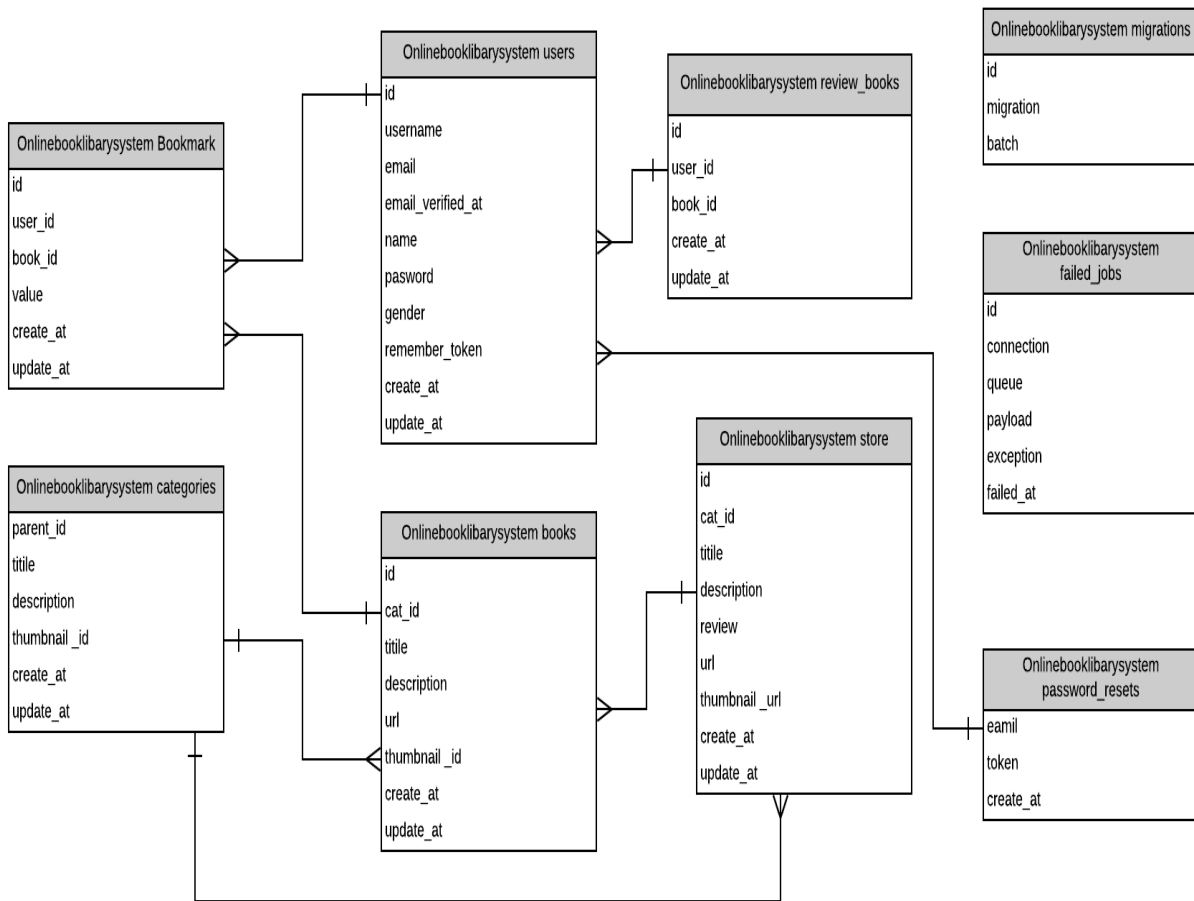 Onlinebooklibarysystem users
id
username
email
email_verified_at
name
pasword
gender
remember_token
create_at
update_at
Onlinebooklibarysystem review_books
id
user_id
book_id
create_at
update_at
Onlinebooklibarysystem migrations
id
migration
batch
Onlinebooklibarysystem Bookmark
id
user_id
book_id
value
create_at
update_at
Onlinebooklibarysystem
failed_jobs
id
connection
queue
payload
exception
failed_at
Onlinebooklibarysystem categories
parent_id
titile
description
thumbnail _id
create_at
update_at
Onlinebooklibarysystem books
id
cat_id
titile
description
url
thumbnail _id
create_at
update_at
Onlinebooklibarysystem store
id
cat_id
titile
description
review
url
thumbnail _url
create_at
update_at
Onlinebooklibarysystem
password_resets
eamil
token
create_at